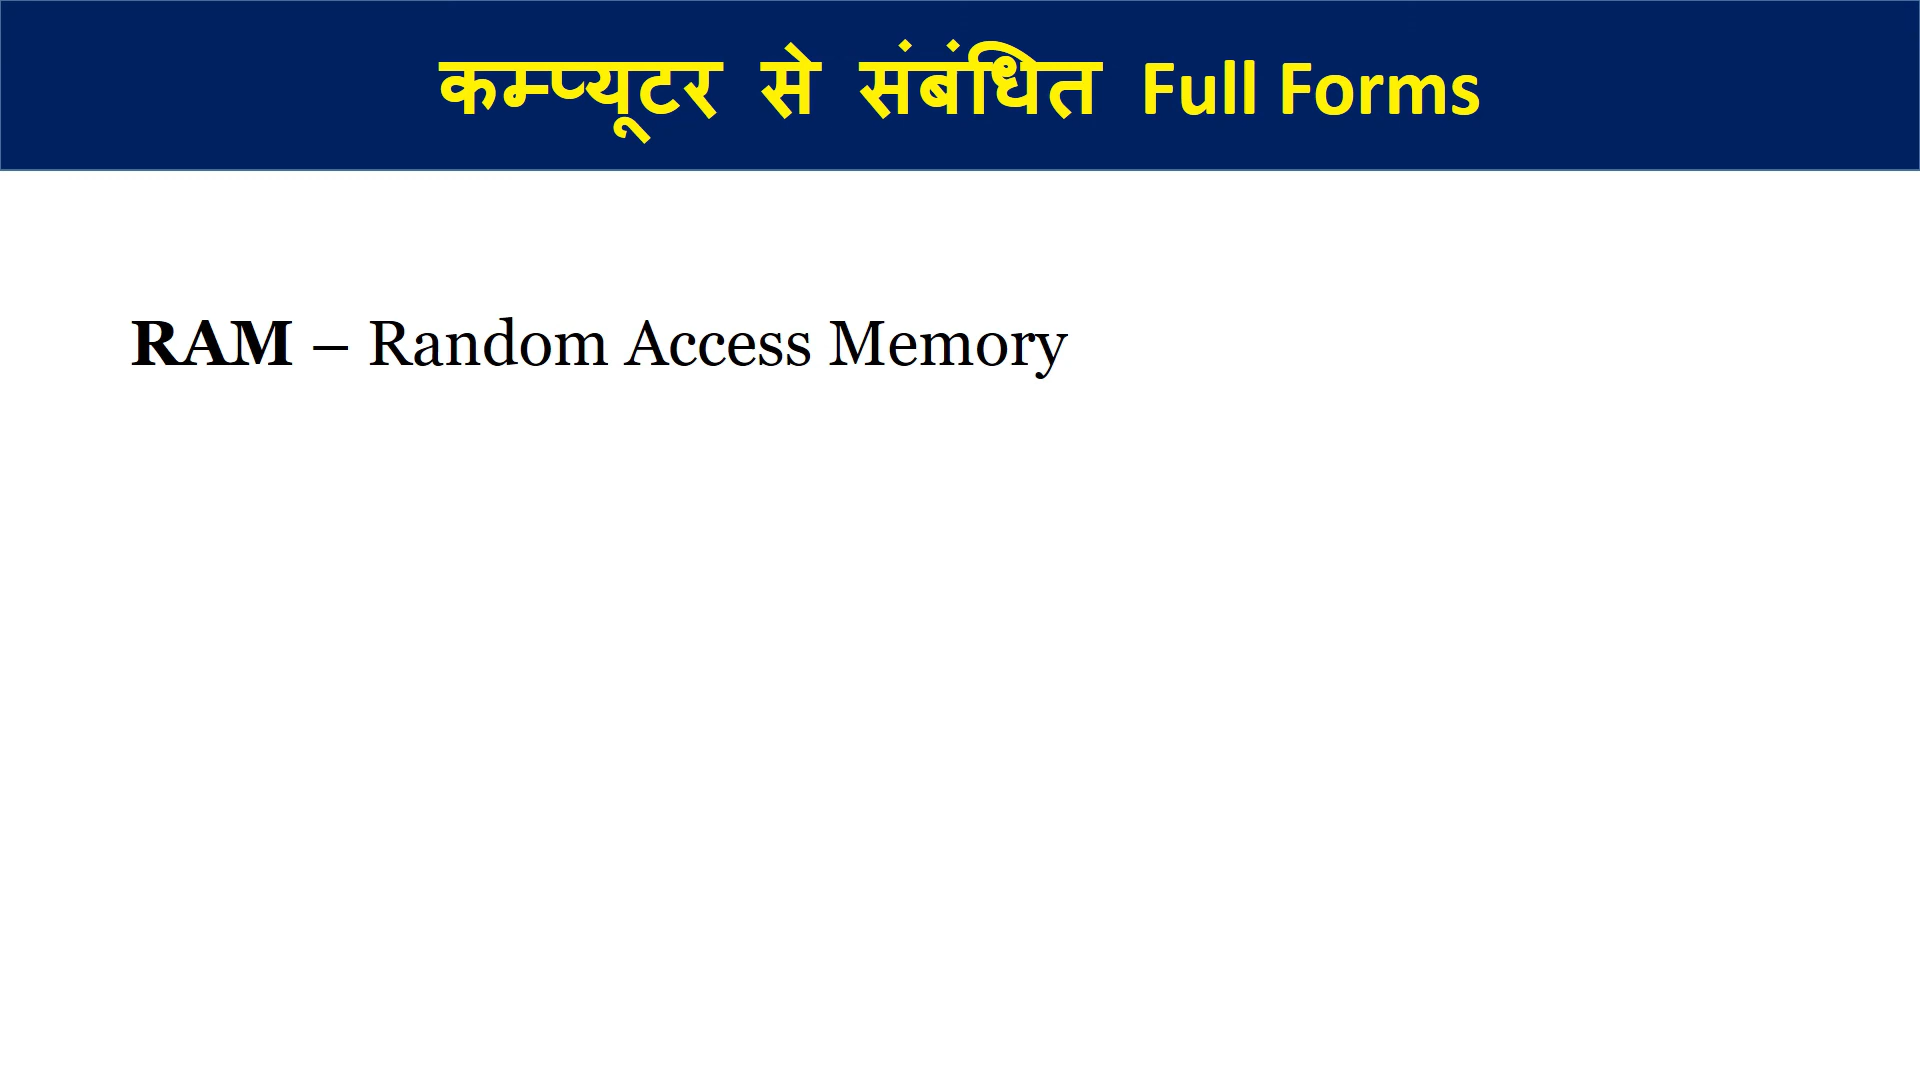 कम्प्यूटर से संबंधित Full Forms
RAM – Random Access Memory